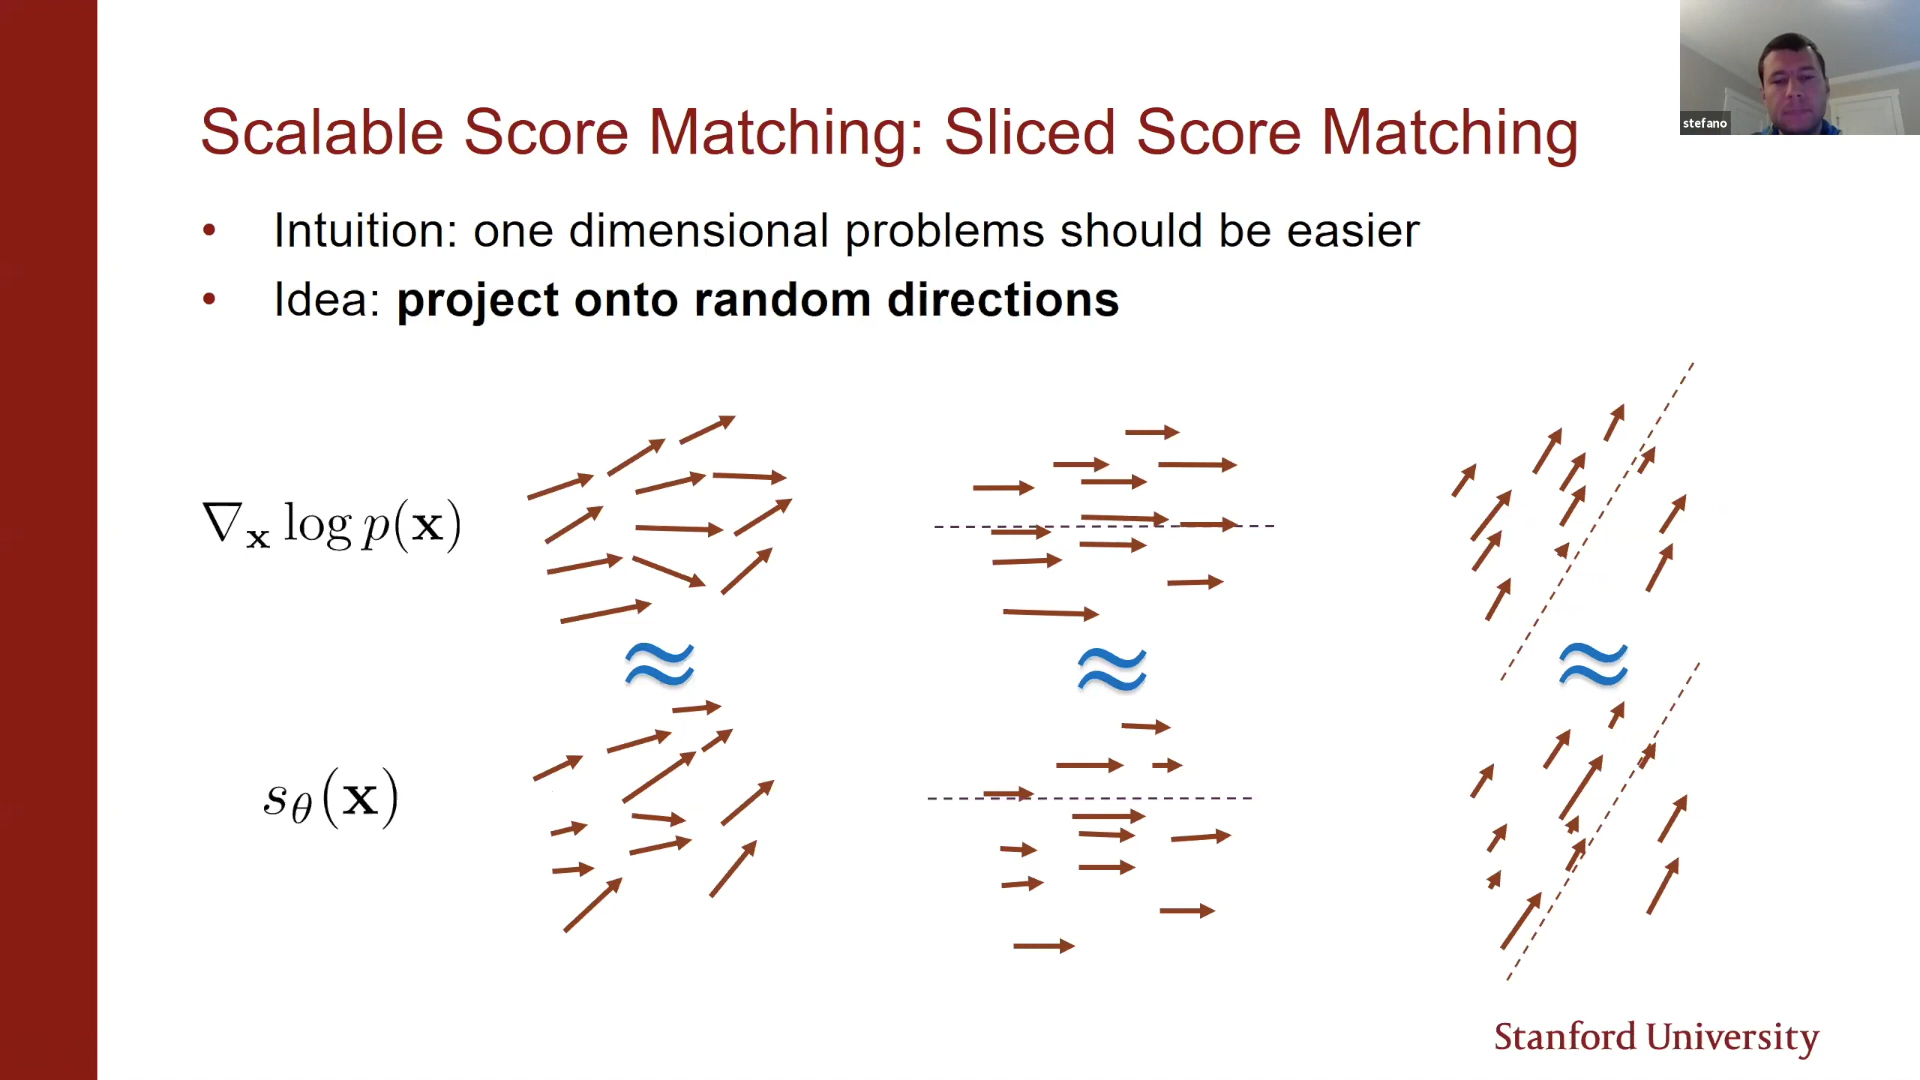 stefano
Scalable Score Matching: Sliced Score Matching
• Intuition: one dimensional problems should be easier
• Idea: project onto random directions
∇ₓ log p(𝐱)
≈ ≈ ≈
s_θ(𝐱)
Stanford University